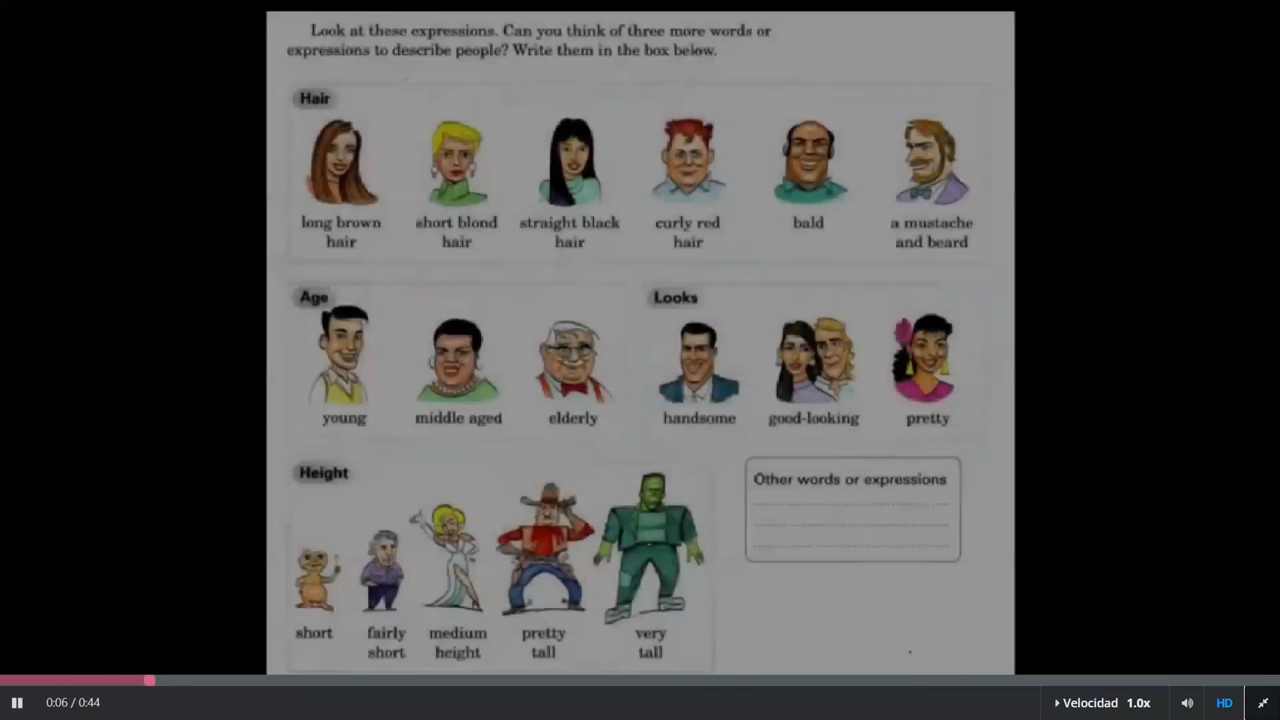 Look at these expressions. Can you think of three more words or
expressions to describe people? Write them in the box below.
Hair
long brown
hair
short blond
hair
straight black
hair
curly red
hair
bald
a mustache
and beard
Age
young
middle aged
elderly
Looks
handsome
good-looking
pretty
Height
short
fairly
short
medium
height
pretty
tall
very
tall
Other words or expressions
0:06 / 0:44
Velocidad 1.0x
HD